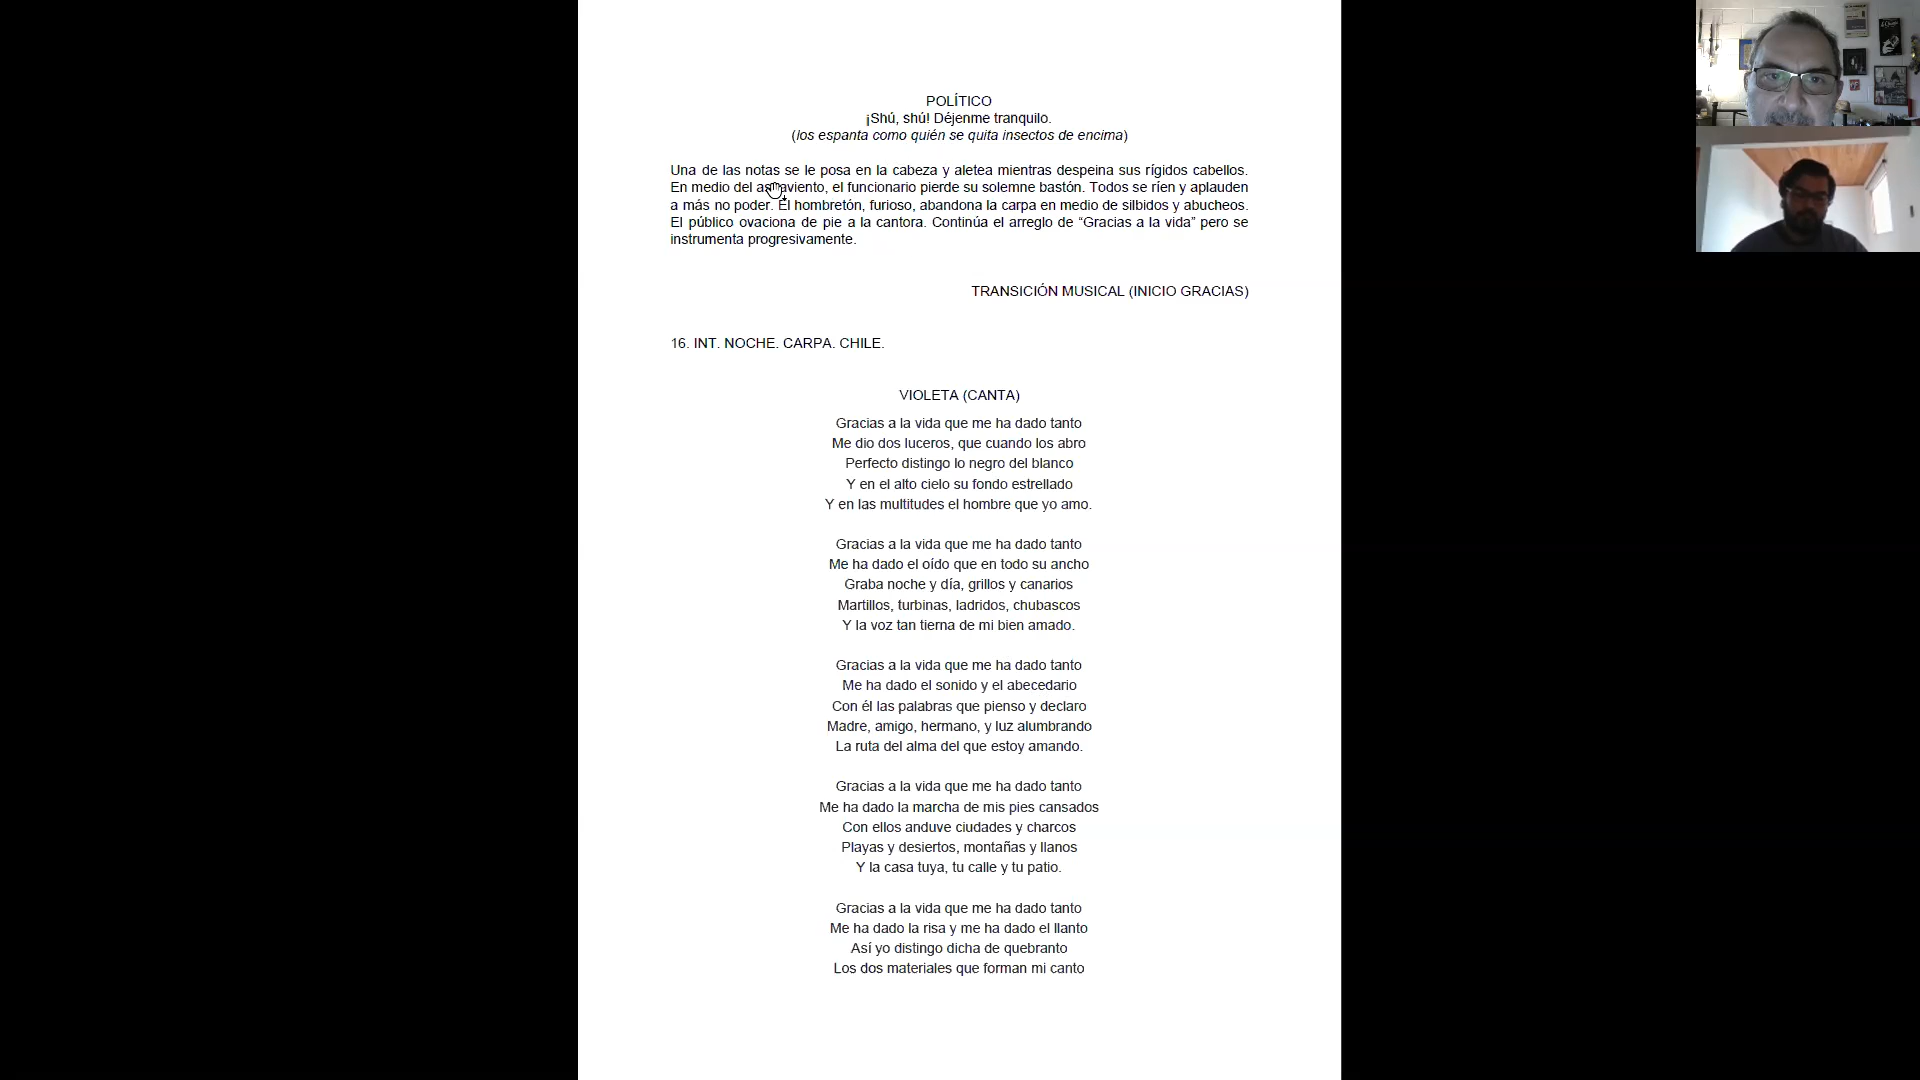 POLÍTICO
¡Shú, shú! Déjenme tranquilo.
(los espanta como quién se quita insectos de encima)
Una de las notas se le posa en la cabeza y aletea mientras despeina sus rígidos cabellos.
En medio del aspaviento, el funcionario pierde su solemne bastón. Todos se ríen y aplauden
a más no poder. El hombretón, furioso, abandona la carpa en medio de silbidos y abucheos.
El público ovaciona de pie a la cantora. Continúa el arreglo de “Gracias a la vida” pero se
instrumenta progresivamente.
TRANSICIÓN MUSICAL (INICIO GRACIAS)
16. INT. NOCHE. CARPA. CHILE.
VIOLETA (CANTA)
Gracias a la vida que me ha dado tanto
Me dio dos luceros, que cuando los abro
Perfecto distingo lo negro del blanco
Y en el alto cielo su fondo estrellado
Y en las multitudes el hombre que yo amo.
Gracias a la vida que me ha dado tanto
Me ha dado el oído que en todo su ancho
Graba noche y día, grillos y canarios
Martillos, turbinas, ladridos, chubascos
Y la voz tan tierna de mi bien amado.
Gracias a la vida que me ha dado tanto
Me ha dado el sonido y el abecedario
Con él las palabras que pienso y declaro
Madre, amigo, hermano, y luz alumbrando
La ruta del alma del que estoy amando.
Gracias a la vida que me ha dado tanto
Me ha dado la marcha de mis pies cansados
Con ellos anduve ciudades y charcos
Playas y desiertos, montañas y llanos
Y la casa tuya, tu calle y tu patio.
Gracias a la vida que me ha dado tanto
Me ha dado la risa y me ha dado el llanto
Así yo distingo dicha de quebranto
Los dos materiales que forman mi canto